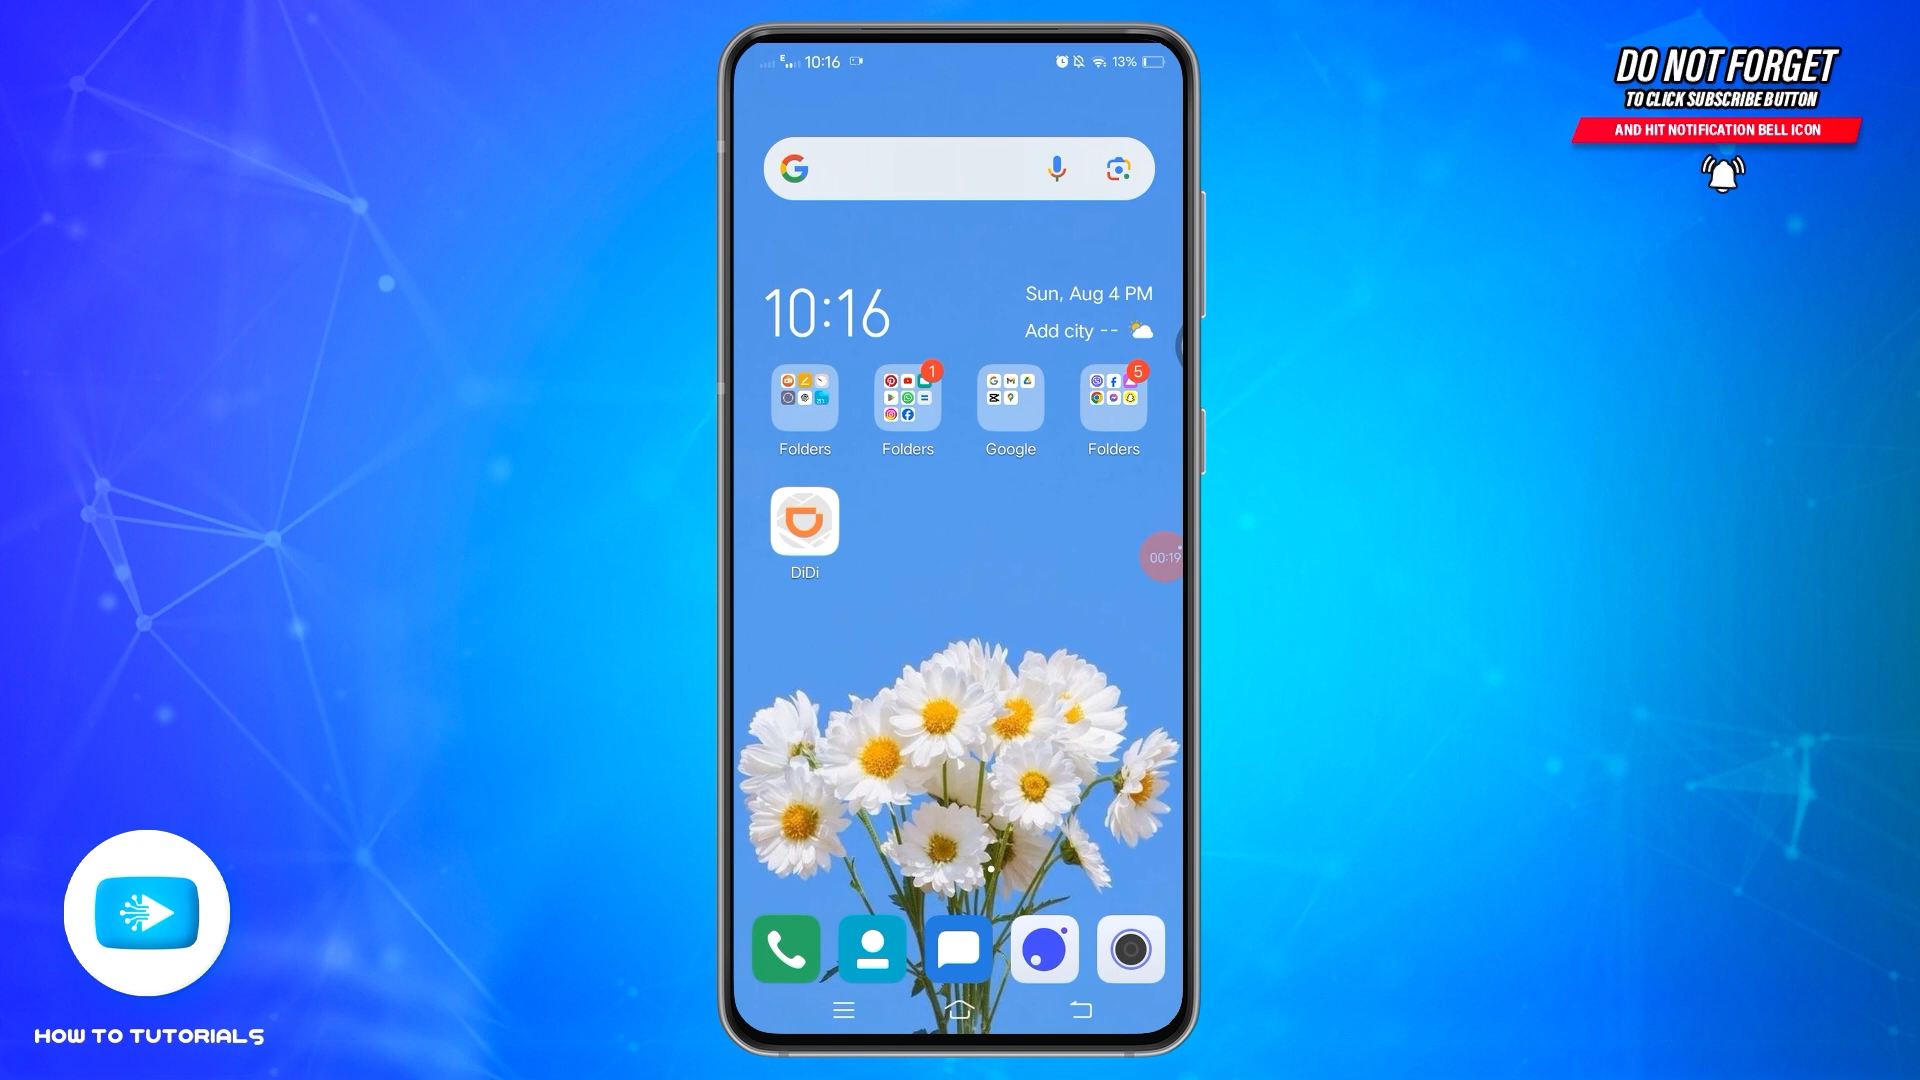 DO NOT FORGET
TO CLICK SUBSCRIBE BUTTON
AND HIT NOTIFICATION BELL ICON
E 10:16 13%
10:16
Sun, Aug 4 PM
Add city --
1
5
Folders
Folders
Google
Folders
DiDi
00:19
HOW TO TUTORIALS